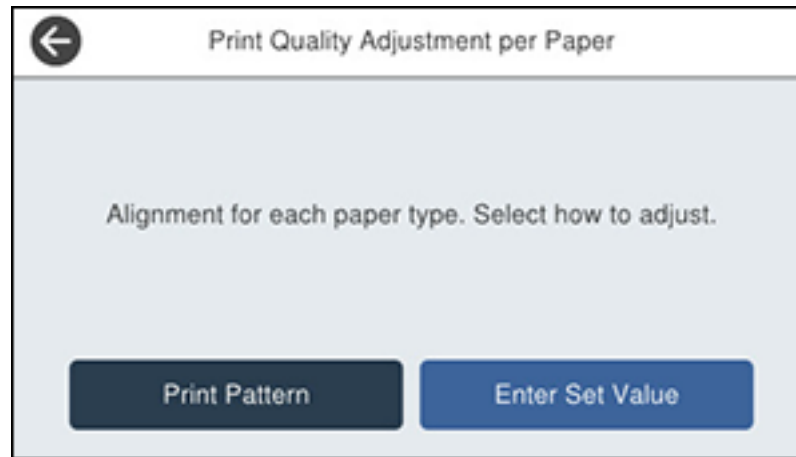 Print Quality Adjustment per Paper
Alignment for each paper type. Select how to adjust.
Print Pattern
Enter Set Value